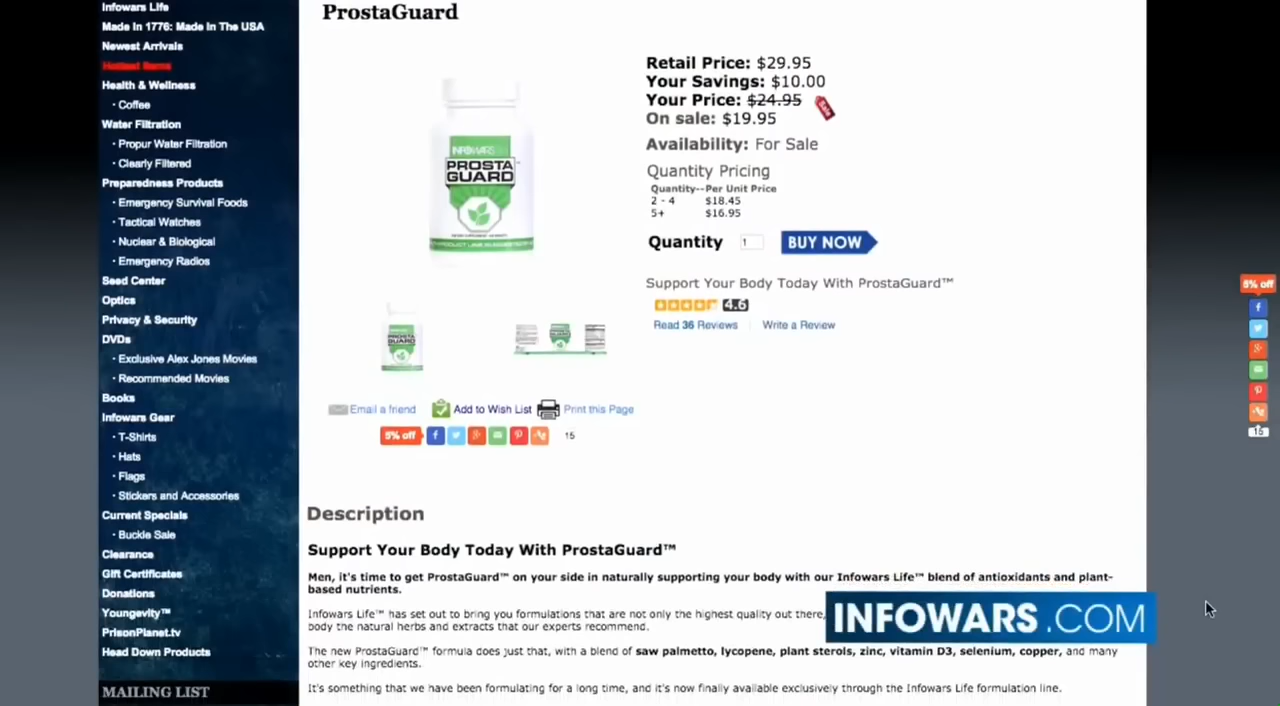 Infowars Life
Made In 1776: Made In The USA
Newest Arrivals
Hottest Items
Health & Wellness
· Coffee
Water Filtration
· Propur Water Filtration
· Clearly Filtered
Preparedness Products
· Emergency Survival Foods
· Tactical Watches
· Nuclear & Biological
· Emergency Radios
Seed Center
Optics
Privacy & Security
DVDs
· Exclusive Alex Jones Movies
· Recommended Movies
Books
Infowars Gear
· T-Shirts
· Hats
· Flags
· Stickers and Accessories
Current Specials
· Buckle Sale
Clearance
Gift Certificates
Donations
Youngevity™
PrisonPlanet.tv
Head Down Products
MAILING LIST
ProstaGuard
INFOWARS
PROSTA
GUARD™
Retail Price: $29.95
Your Savings: $10.00
Your Price: $24.95
Sale
On sale: $19.95
Availability: For Sale
Quantity Pricing
Quantity--Per Unit Price
2 - 4 $18.45
5+ $16.95
Quantity 1 BUY NOW
Support Your Body Today With ProstaGuard™
4.6
Read 36 Reviews Write a Review
PROSTA
GUARD
Email a friend Add to Wish List Print this Page
5% off 15
Description
Support Your Body Today With ProstaGuard™
Men, it's time to get ProstaGuard™ on your side in naturally supporting your body with our Infowars Life™ blend of antioxidants and plant-
based nutrients.
Infowars Life™ has set out to bring you formulations that are not only the highest quality out there,
body the natural herbs and extracts that our experts recommend.
The new ProstaGuard™ formula does just that, with a blend of saw palmetto, lycopene, plant sterols, zinc, vitamin D3, selenium, copper, and many
other key ingredients.
It's something that we have been formulating for a long time, and it's now finally available exclusively through the Infowars Life formulation line.
INFOWARS.COM
5% off
15